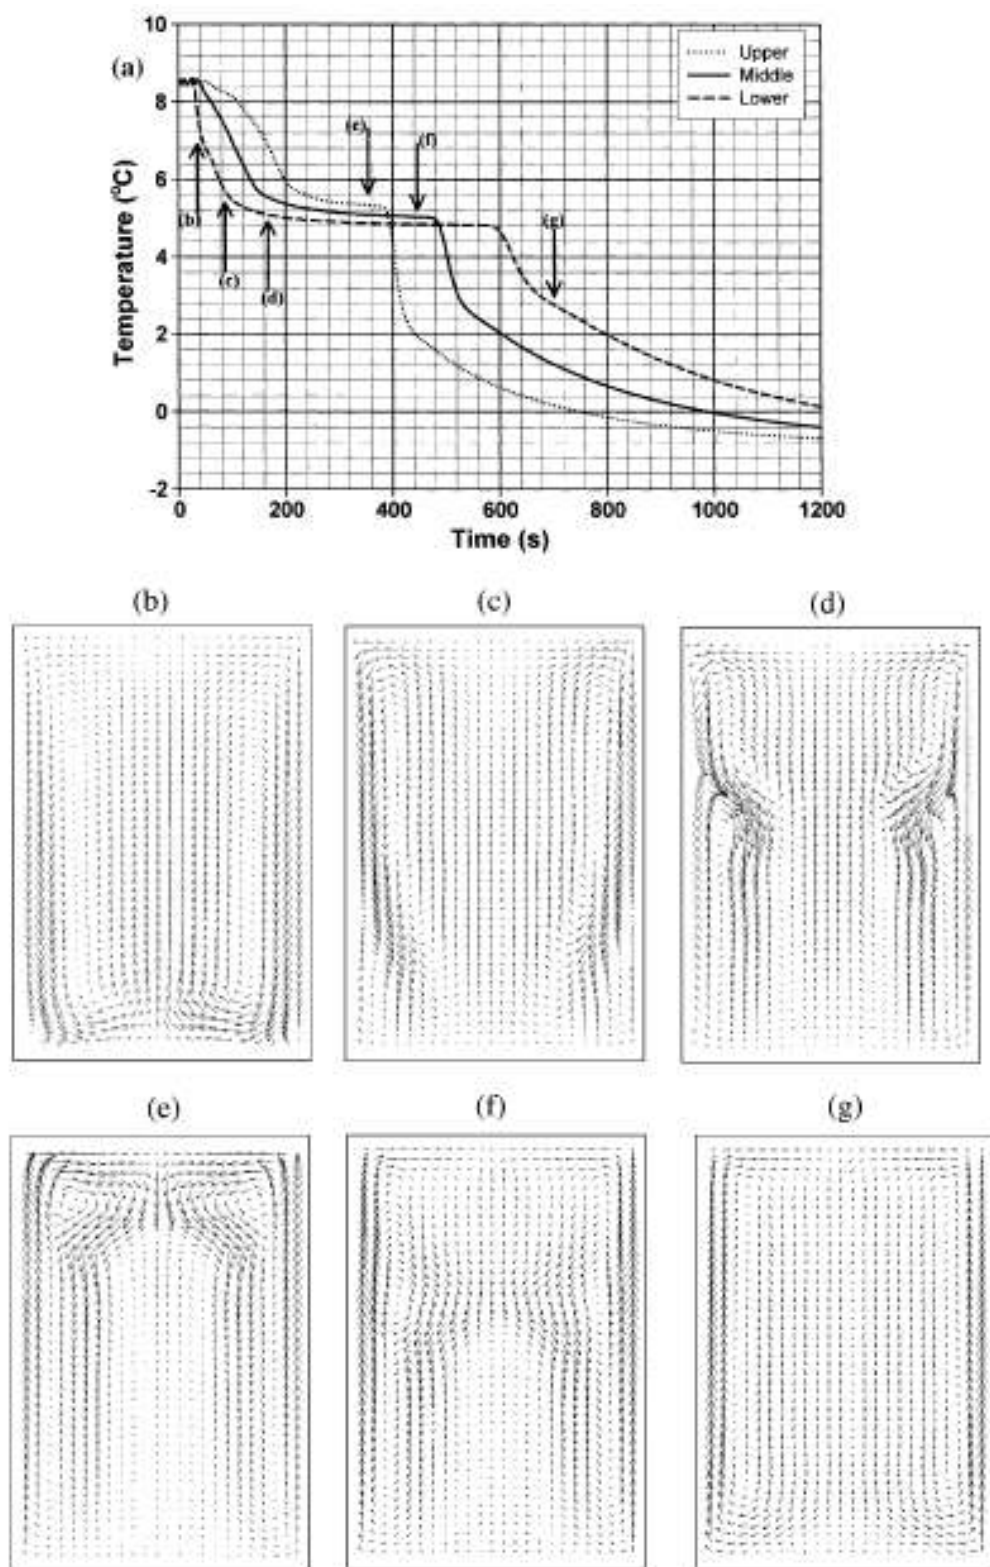 10
(a)
Upper
Middle
Lower
8
(e)
(f)
6
(b)
(g)
(c)
(d)
4
2
0
-2
Temperature (°C)
0 200 400 600 800 1000 1200
Time (s)
(b) (c) (d)
(e) (f) (g)